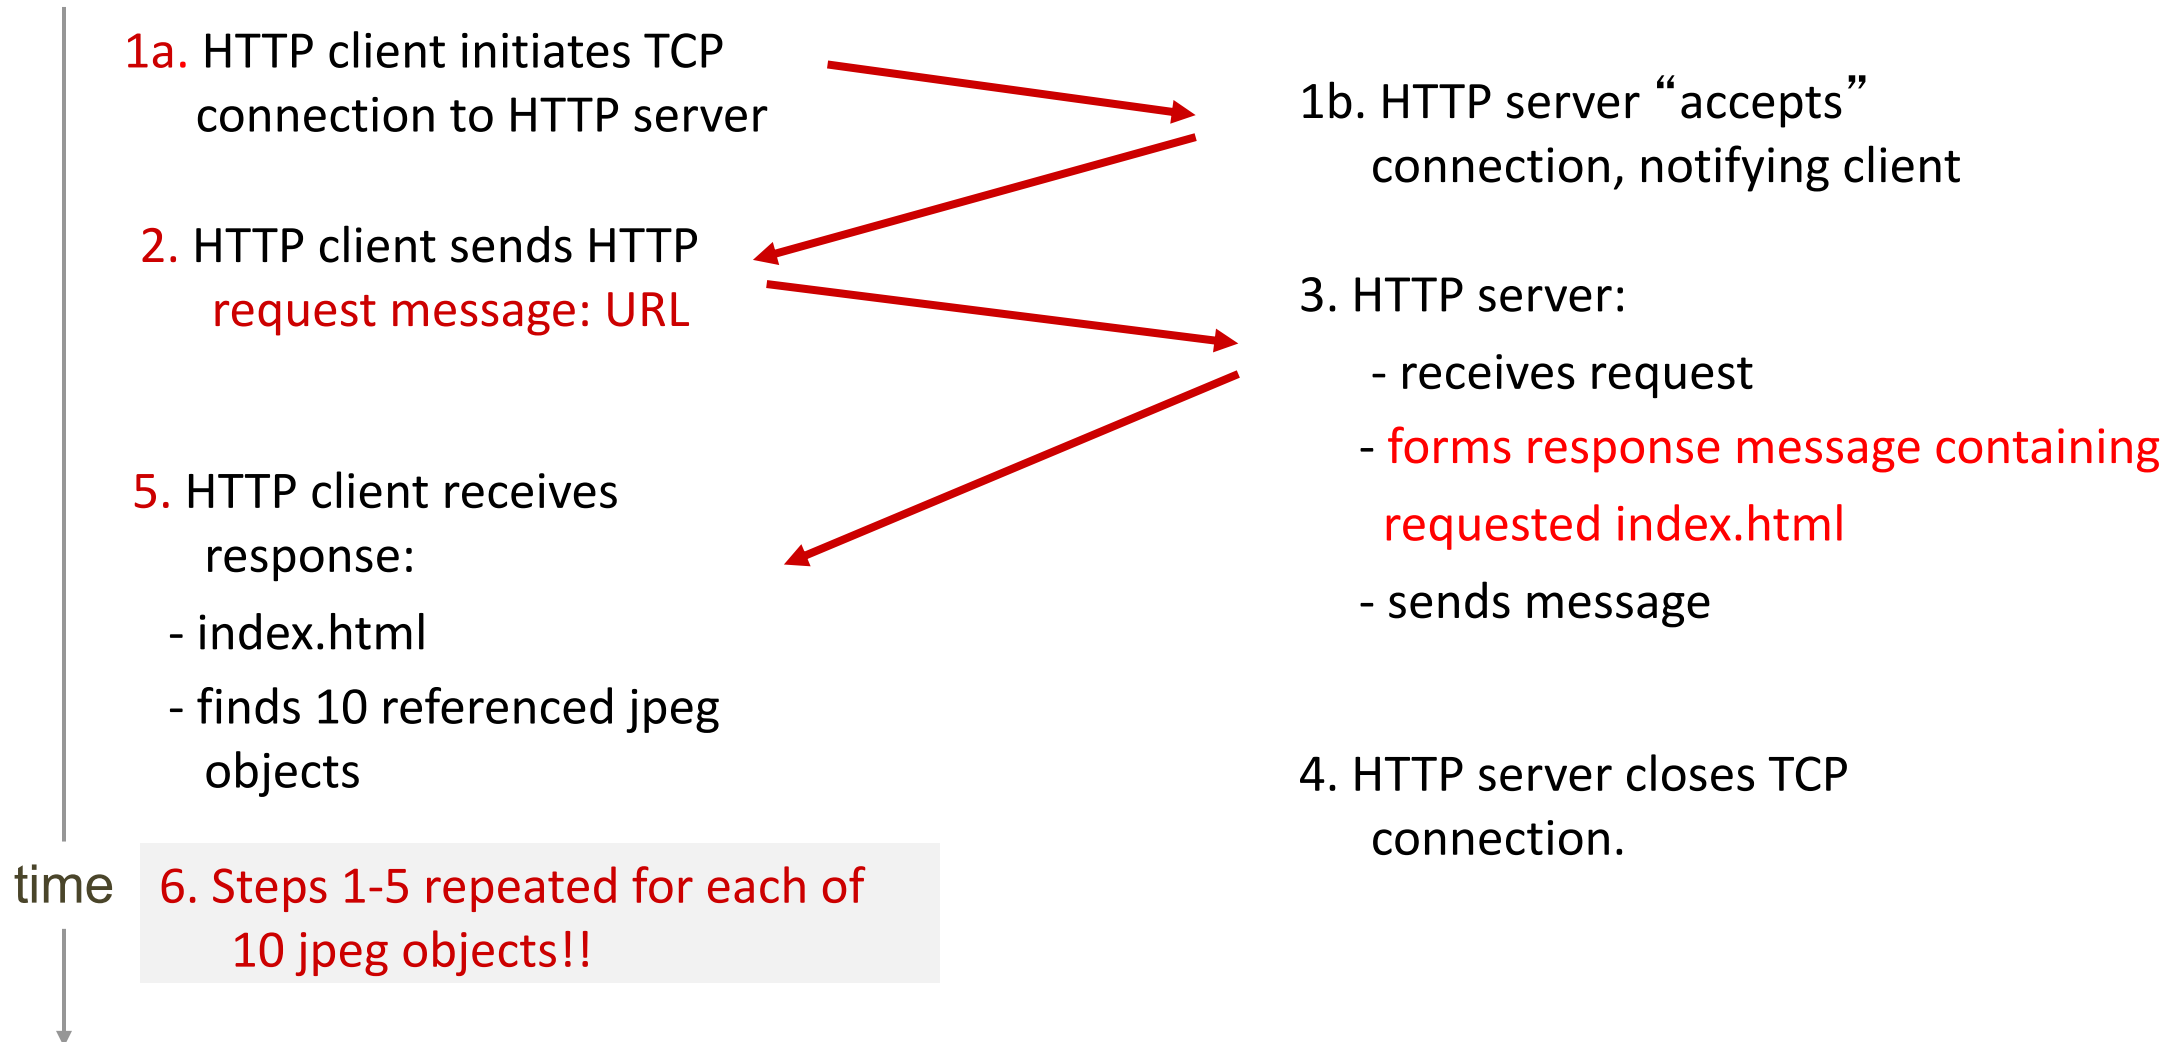 1a. HTTP client initiates TCP
connection to HTTP server
1b. HTTP server “accepts”
connection, notifying client
2. HTTP client sends HTTP
request message: URL
3. HTTP server:
- receives request
- forms response message containing
requested index.html
- sends message
5. HTTP client receives
response:
- index.html
- finds 10 referenced jpeg
objects
4. HTTP server closes TCP
connection.
time
6. Steps 1-5 repeated for each of
10 jpeg objects!!